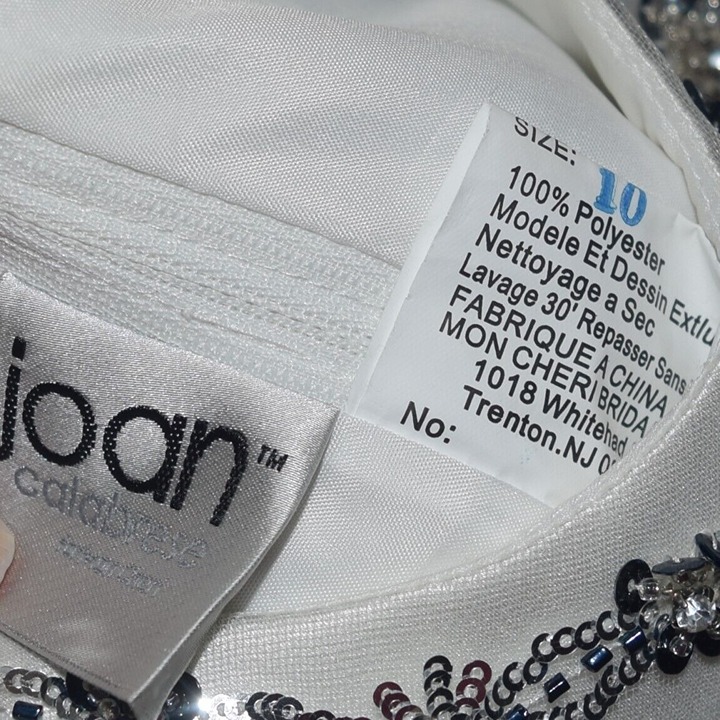 joan™
calabrese
SIZE: 10
100% Polyester
Modele Et Dessin Extlu
Nettoyage a Sec
Lavage 30' Repasser Sans
FABRIQUE A CHINA
MON CHERI BRIDA
1018 Whitehad
Trenton.NJ 0
No: